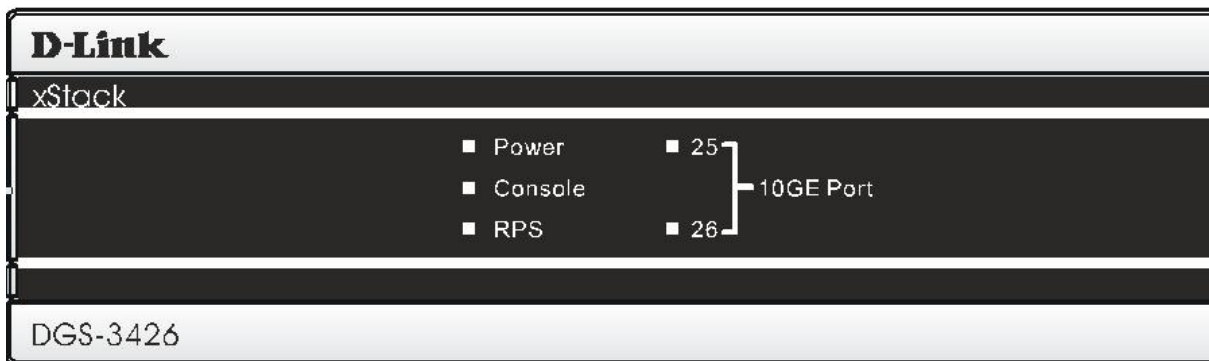 D-Link
xStack
Power
Console
RPS
25
26
10GE Port
DGS-3426